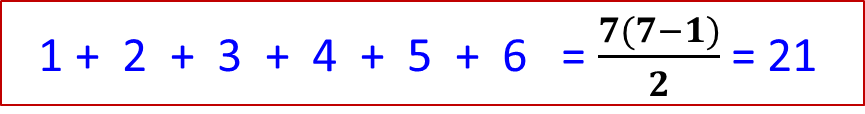 1 + 2 + 3 + 4 + 5 + 6 = 7(7−1)/2 = 21